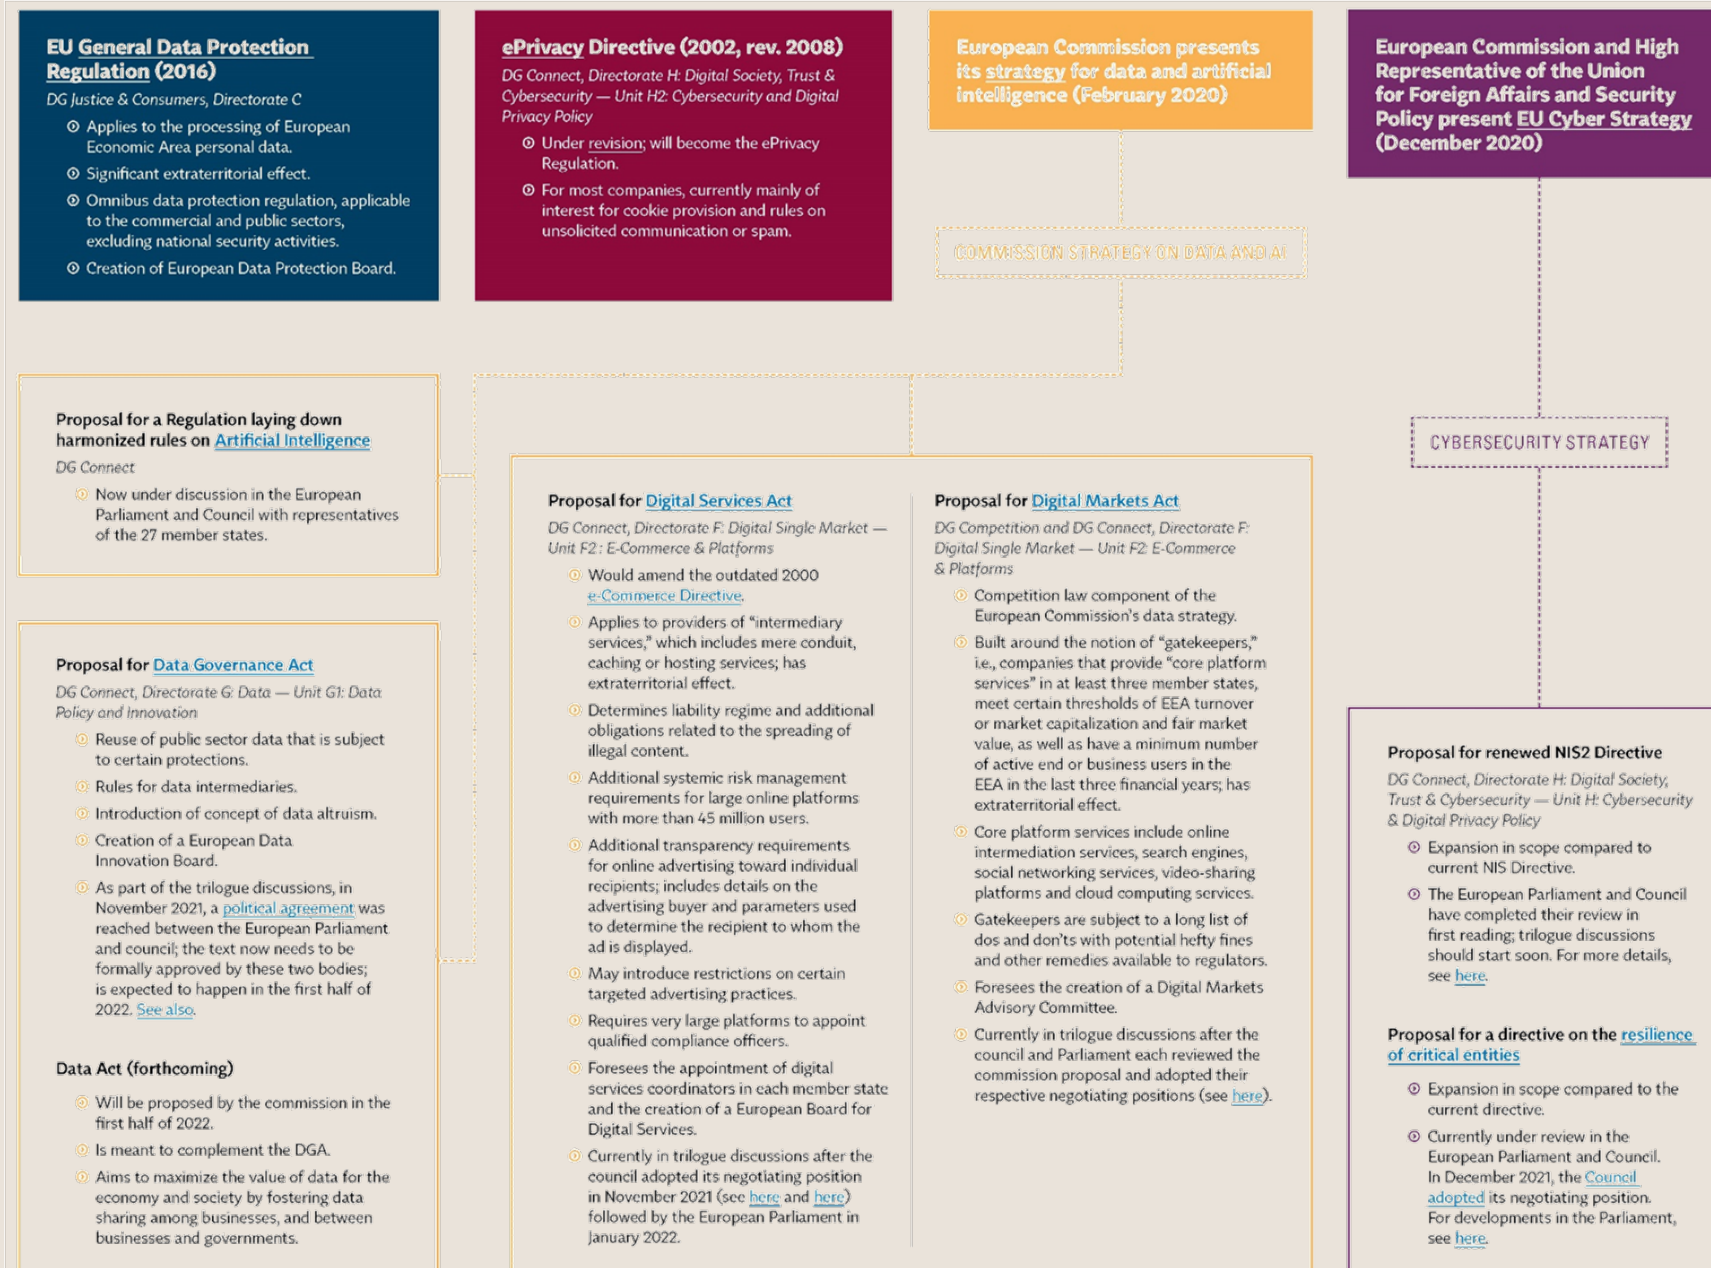 EU General Data Protection
Regulation (2016)
DG Justice & Consumers, Directorate C
Applies to the processing of European
Economic Area personal data.
Significant extraterritorial effect.
Omnibus data protection regulation, applicable
to the commercial and public sectors,
excluding national security activities.
Creation of European Data Protection Board.
ePrivacy Directive (2002, rev. 2008)
DG Connect, Directorate H: Digital Society, Trust &
Cybersecurity — Unit H2: Cybersecurity and Digital
Privacy Policy
Under revision; will become the ePrivacy
Regulation.
For most companies, currently mainly of
interest for cookie provision and rules on
unsolicited communication or spam.
European Commission presents
its strategy for data and artificial
intelligence (February 2020)
COMMISSION STRATEGY ON DATA AND AI
European Commission and High
Representative of the Union
for Foreign Affairs and Security
Policy present EU Cyber Strategy
(December 2020)
CYBERSECURITY STRATEGY
Proposal for a Regulation laying down
harmonized rules on Artificial Intelligence
DG Connect
Now under discussion in the European
Parliament and Council with representatives
of the 27 member states.
Proposal for Data Governance Act
DG Connect, Directorate G: Data — Unit G1: Data
Policy and Innovation
Reuse of public sector data that is subject
to certain protections.
Rules for data intermediaries.
Introduction of concept of data altruism.
Creation of a European Data
Innovation Board.
As part of the trilogue discussions, in
November 2021, a political agreement was
reached between the European Parliament
and council; the text now needs to be
formally approved by these two bodies;
is expected to happen in the first half of
2022. See also.
Data Act (forthcoming)
Will be proposed by the commission in the
first half of 2022.
Is meant to complement the DGA.
Aims to maximize the value of data for the
economy and society by fostering data
sharing among businesses, and between
businesses and governments.
Proposal for Digital Services Act
DG Connect, Directorate F: Digital Single Market —
Unit F2: E-Commerce & Platforms
Would amend the outdated 2000
e-Commerce Directive.
Applies to providers of “intermediary
services,” which includes mere conduit,
caching or hosting services; has
extraterritorial effect.
Determines liability regime and additional
obligations related to the spreading of
illegal content.
Additional systemic risk management
requirements for large online platforms
with more than 45 million users.
Additional transparency requirements
for online advertising toward individual
recipients; includes details on the
advertising buyer and parameters used
to determine the recipient to whom the
ad is displayed.
May introduce restrictions on certain
targeted advertising practices.
Requires very large platforms to appoint
qualified compliance officers.
Foresees the appointment of digital
services coordinators in each member state
and the creation of a European Board for
Digital Services.
Currently in trilogue discussions after the
council adopted its negotiating position
in November 2021 (see here and here)
followed by the European Parliament in
January 2022.
Proposal for Digital Markets Act
DG Competition and DG Connect, Directorate F:
Digital Single Market — Unit F2: E-Commerce
& Platforms
Competition law component of the
European Commission's data strategy.
Built around the notion of “gatekeepers,”
i.e., companies that provide “core platform
services” in at least three member states,
meet certain thresholds of EEA turnover
or market capitalization and fair market
value, as well as have a minimum number
of active end or business users in the
EEA in the last three financial years; has
extraterritorial effect.
Core platform services include online
intermediation services, search engines,
social networking services, video-sharing
platforms and cloud computing services.
Gatekeepers are subject to a long list of
dos and don'ts with potential hefty fines
and other remedies available to regulators.
Foresees the creation of a Digital Markets
Advisory Committee.
Currently in trilogue discussions after the
council and Parliament each reviewed the
commission proposal and adopted their
respective negotiating positions (see here).
Proposal for renewed NIS2 Directive
DG Connect, Directorate H: Digital Society,
Trust & Cybersecurity — Unit H: Cybersecurity
& Digital Privacy Policy
Expansion in scope compared to
current NIS Directive.
The European Parliament and Council
have completed their review in
first reading; trilogue discussions
should start soon. For more details,
see here.
Proposal for a directive on the resilience
of critical entities
Expansion in scope compared to the
current directive.
Currently under review in the
European Parliament and Council.
In December 2021, the Council
adopted its negotiating position.
For developments in the Parliament,
see here.